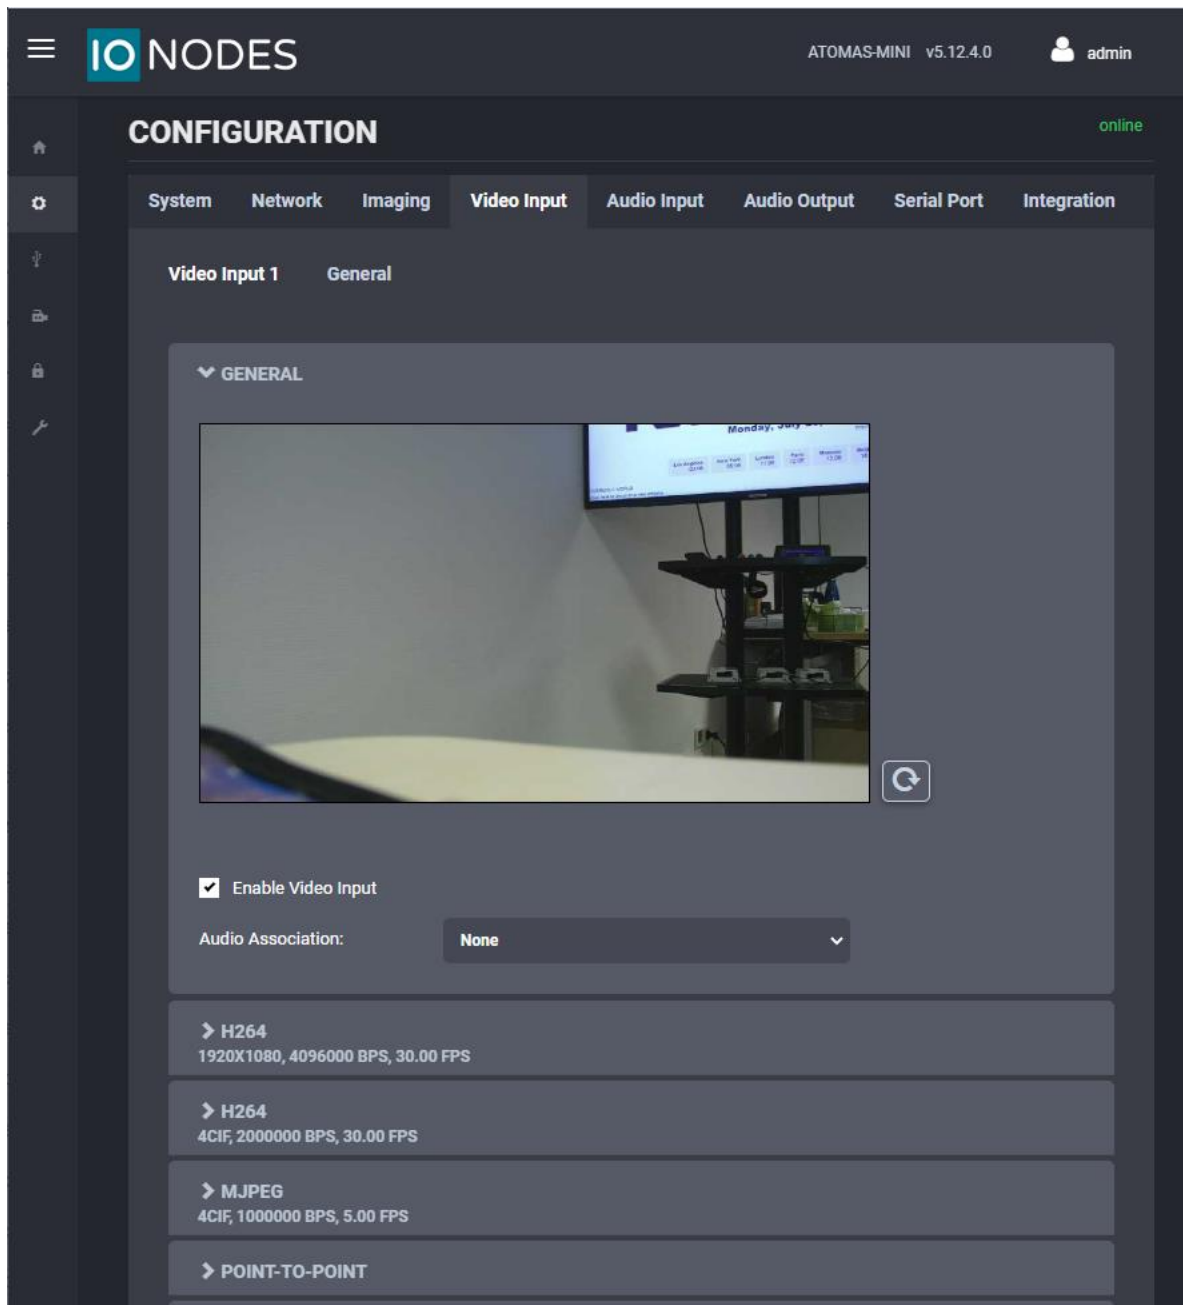 IO NODES
ATOMAS-MINI v5.12.4.0
admin
CONFIGURATION
online
System Network Imaging Video Input Audio Input Audio Output Serial Port Integration
Video Input 1 General
GENERAL
Monday, July
Enable Video Input
Audio Association: None
H264
1920X1080, 4096000 BPS, 30.00 FPS
H264
4CIF, 2000000 BPS, 30.00 FPS
MJPEG
4CIF, 1000000 BPS, 5.00 FPS
POINT-TO-POINT